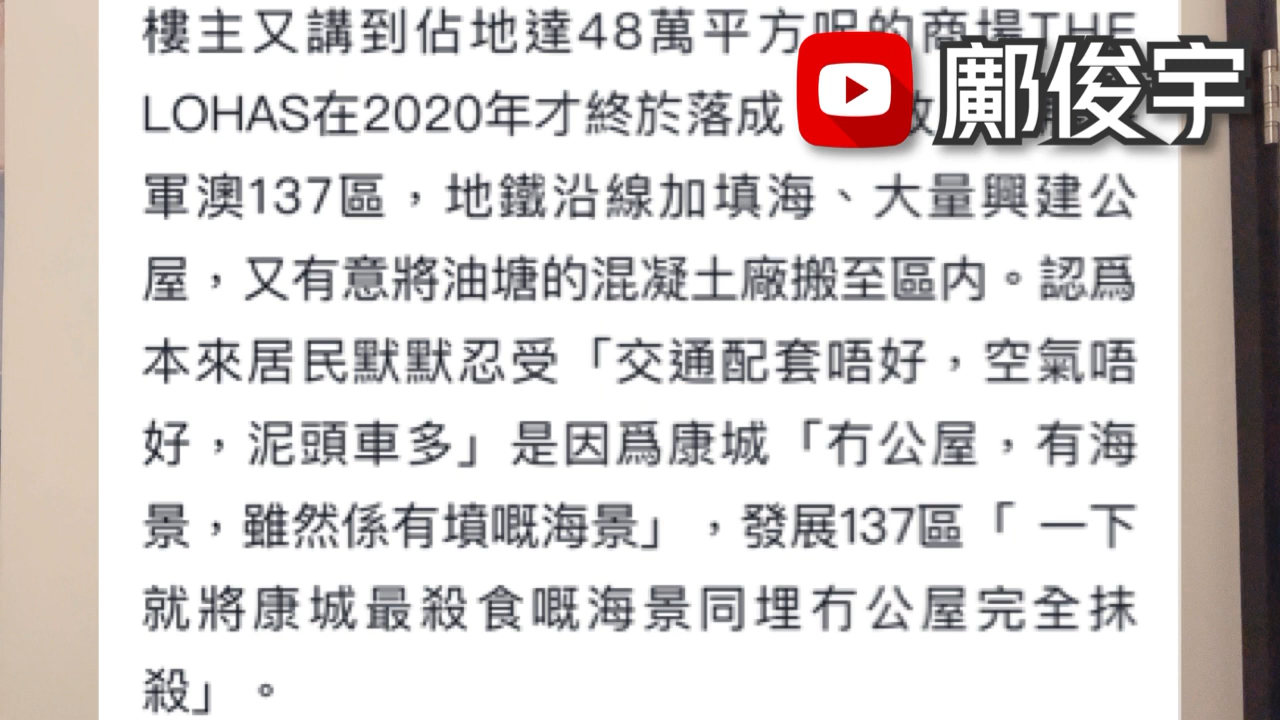 樓主又講到佔地達48萬平方呎的商場THE
鄺俊宇
LOHAS在2020年才終於落成
軍澳137區，地鐵沿線加填海、大量興建公
屋，又有意將油塘的混凝土廠搬至區內。認爲
本來居民默默忍受「交通配套唔好，空氣唔
好，泥頭車多」是因爲康城「冇公屋，有海
景，雖然係有墳嘅海景」，發展137區「 一下
就將康城最殺食嘅海景同埋冇公屋完全抹
殺」。